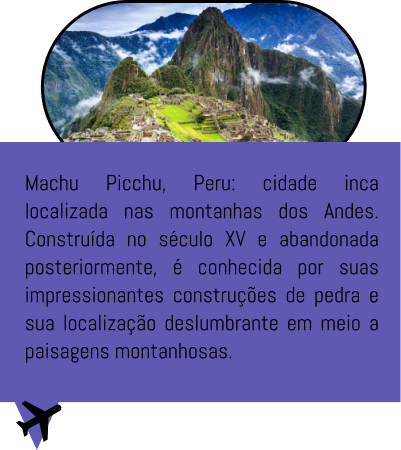 Machu Picchu, Peru: cidade inca
localizada nas montanhas dos Andes.
Construída no século XV e abandonada
posteriormente, é conhecida por suas
impressionantes construções de pedra e
sua localização deslumbrante em meio a
paisagens montanhosas.